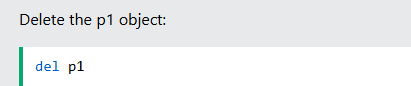 Delete the p1 object:
del p1